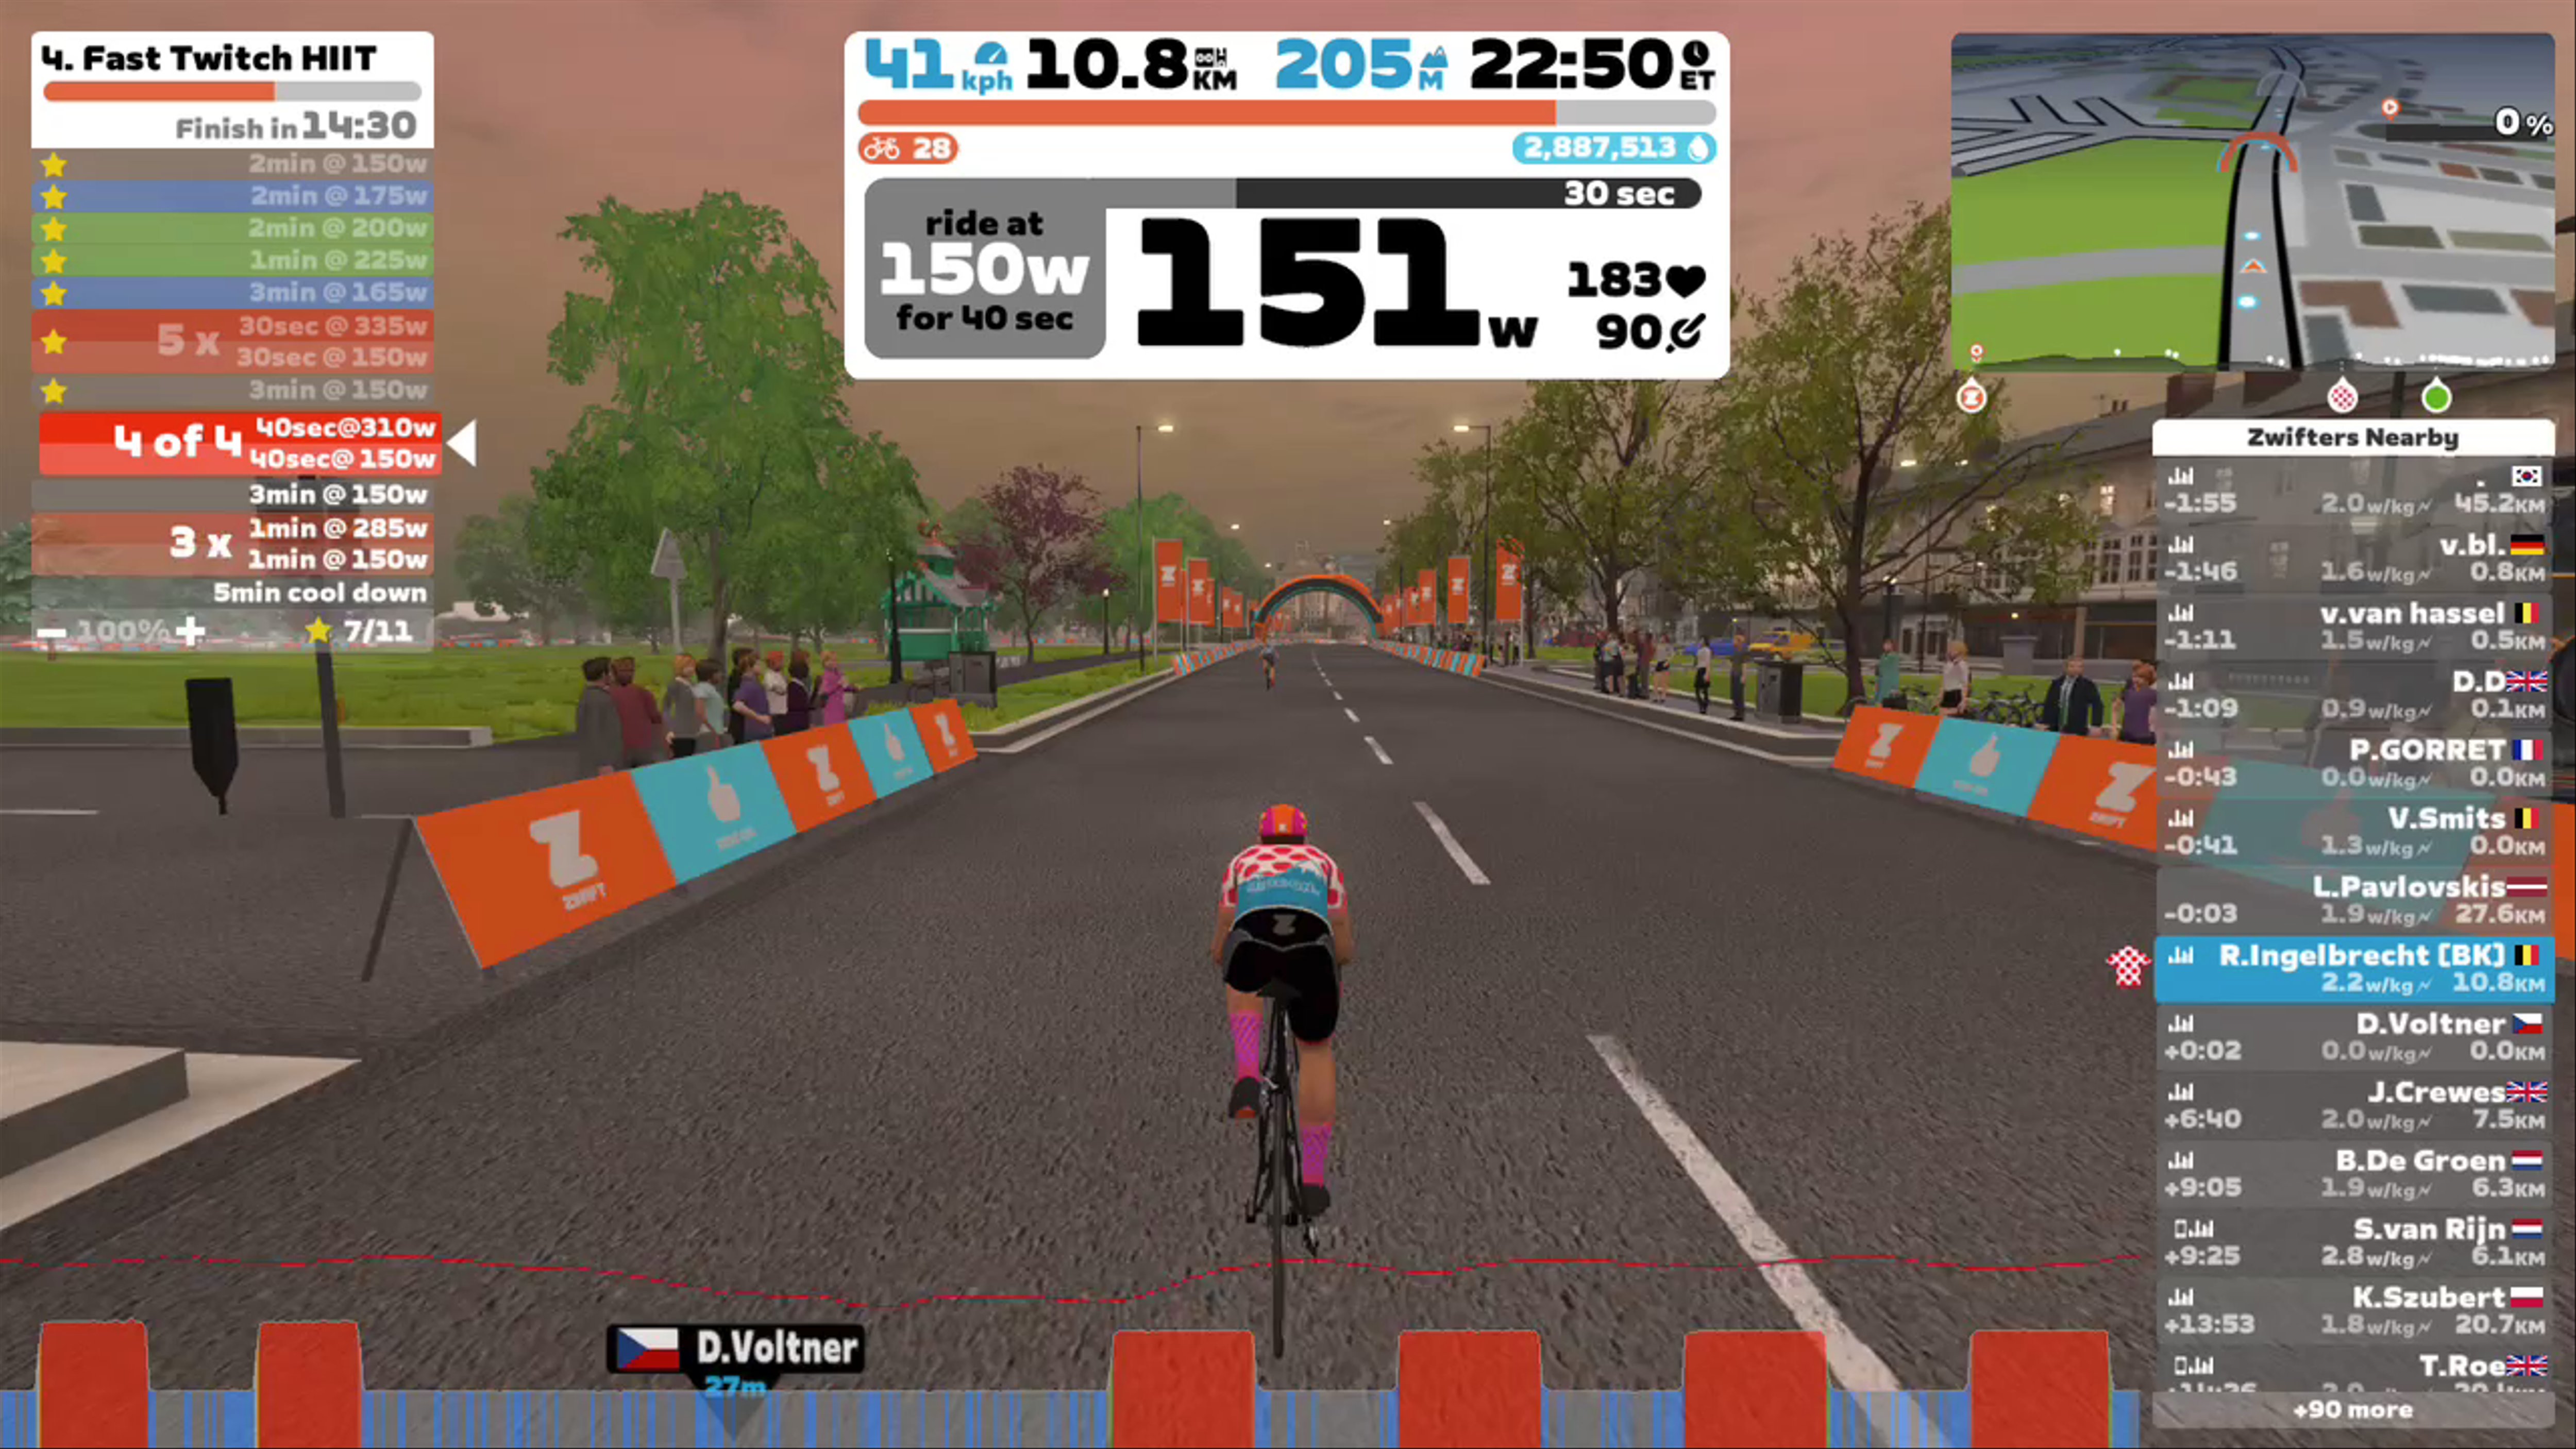 4. Fast Twitch HIIT
Finish in 14:30
2min @ 150w
2min @ 175w
2min @ 200w
1min @ 225w
3min @ 165w
5 x 30sec @ 335w
30sec @ 150w
3min @ 150w
4 of 4 40sec@310w
40sec@ 150w
3min @ 150w
3 x 1min @ 285w
1min @ 150w
5min cool down
100% 7/11
41 kph 10.8 KM 205 M 22:50 ET
28 2,887,513
30 sec
ride at
150w
for 40 sec
151 w
183
90
0 %
Zwifters Nearby
-1:55 2.0 w/kg 45.2KM
v.bl.
-1:46 1.6 w/kg 0.8KM
v.van hassel
-1:11 1.5 w/kg 0.5KM
D.D
-1:09 0.9 w/kg 0.1KM
P.GORRET
-0:43 0.0 w/kg 0.0KM
V.Smits
-0:41 1.3 w/kg 0.0KM
L.Pavlovskis
-0:03 1.9 w/kg 27.6KM
R.Ingelbrecht [BK]
2.2 w/kg 10.8KM
D.Voltner
+0:02 0.0 w/kg 0.0KM
J.Crewes
+6:40 2.0 w/kg 7.5KM
B.De Groen
+9:05 1.9 w/kg 6.3KM
S.van Rijn
+9:25 2.8 w/kg 6.1KM
K.Szubert
+13:53 1.8 w/kg 20.7KM
T.Roe
+90 more
ZWIFT
D.Voltner
27m